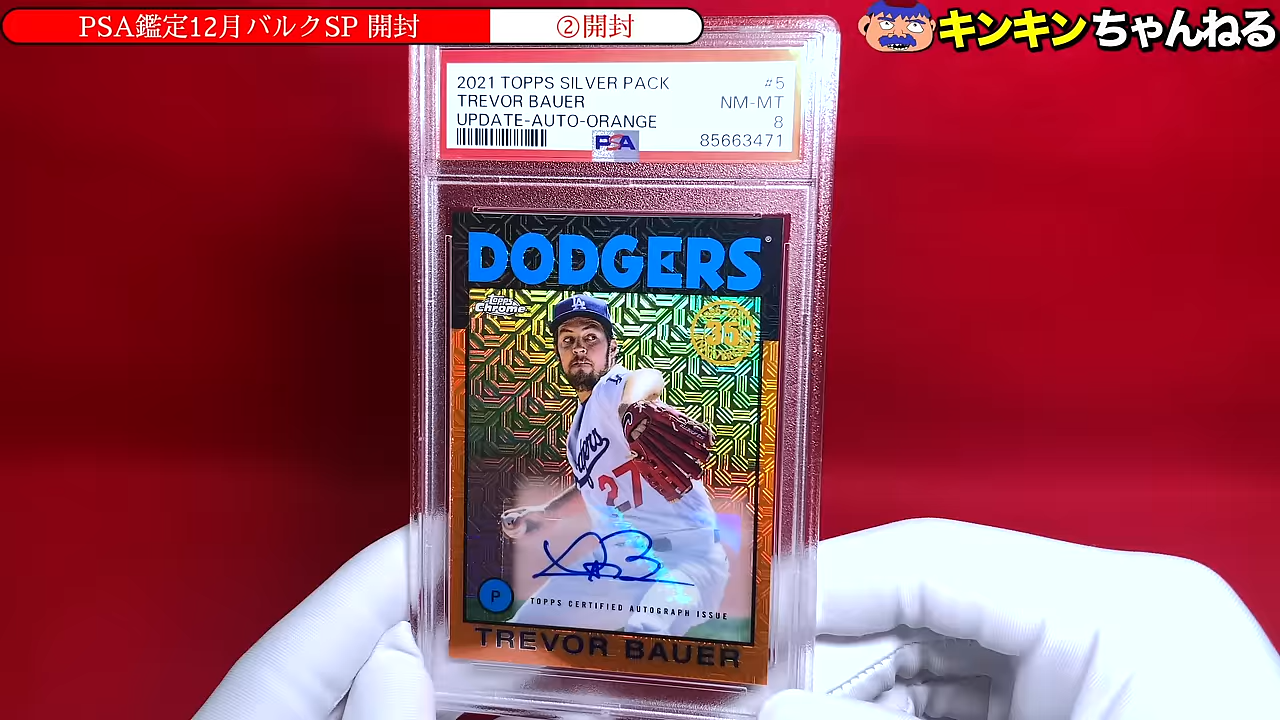 PSA鑑定12月バルクSP 開封
②開封
キンキンちゃんねる
2021 TOPPS SILVER PACK #5
TREVOR BAUER NM-MT
UPDATE-AUTO-ORANGE 8
PSA 85663471
DODGERS
Topps Chrome
35
Dodgers
27
P
TOPPS CERTIFIED AUTOGRAPH ISSUE
TREVOR BAUER